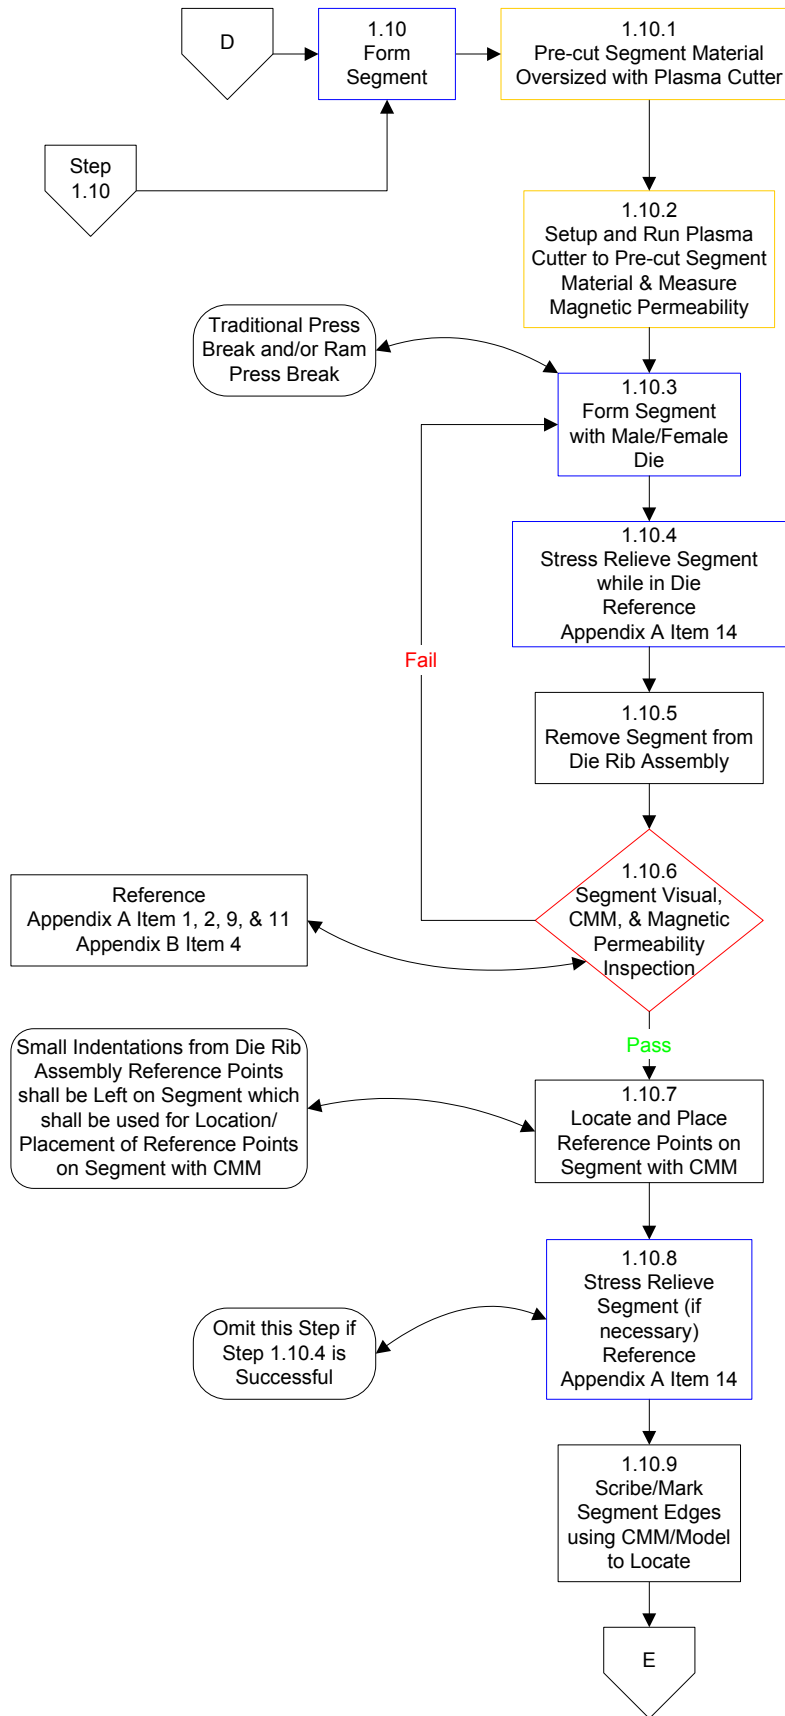 D
1.10
Form
Segment
1.10.1
Pre-cut Segment Material
Oversized with Plasma Cutter
Step
1.10
1.10.2
Setup and Run Plasma
Cutter to Pre-cut Segment
Material & Measure
Magnetic Permeability
Traditional Press
Break and/or Ram
Press Break
1.10.3
Form Segment
with Male/Female
Die
1.10.4
Stress Relieve Segment
while in Die
Reference
Appendix A Item 14
Fail
1.10.5
Remove Segment from
Die Rib Assembly
1.10.6
Segment Visual,
CMM, & Magnetic
Permeability
Inspection
Reference
Appendix A Item 1, 2, 9, & 11
Appendix B Item 4
Pass
Small Indentations from Die Rib
Assembly Reference Points
shall be Left on Segment which
shall be used for Location/
Placement of Reference Points
on Segment with CMM
1.10.7
Locate and Place
Reference Points on
Segment with CMM
1.10.8
Stress Relieve
Segment (if
necessary)
Reference
Appendix A Item 14
Omit this Step if
Step 1.10.4 is
Successful
1.10.9
Scribe/Mark
Segment Edges
using CMM/Model
to Locate
E